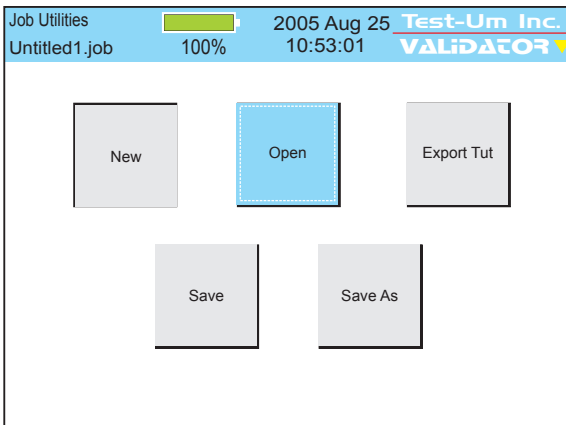 Job Utilities
Untitled1.job
100%
2005 Aug 25
10:53:01
Test-Um Inc.
VALiDATOR
New
Open
Export Tut
Save
Save As